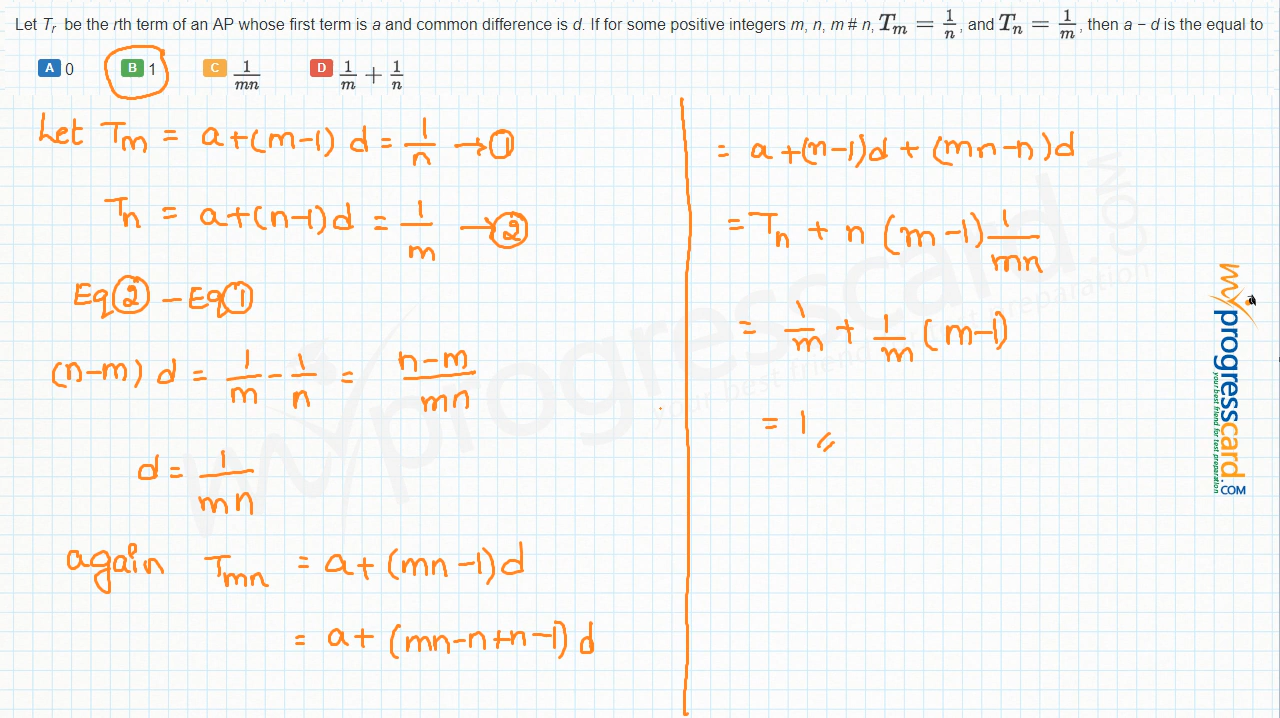 Let Tᵣ be the rth term of an AP whose first term is a and common difference is d. If for some positive integers m, n, m # n, Tₘ = 1/n, and Tₙ = 1/m, then a − d is the equal to
A 0 B 1 C 1/mn D 1/m + 1/n
Let Tₘ = a+(m-1) d = 1/n → ①
Tₙ = a+(n-1)d = 1/m → ②
Eq② - Eq①
(n-m) d = 1/m - 1/n = n-m/mn
d = 1/mn
again Tₘₙ = a+(mn-1)d
= a+(mn-n+n-1)d
= a+(n-1)d+(mn-n)d
= Tₙ + n(m-1) 1/mn
= 1/m + 1/m (m-1)
= 1
myprogresscard
.COM
your best friend for test preparation
myprogresscard